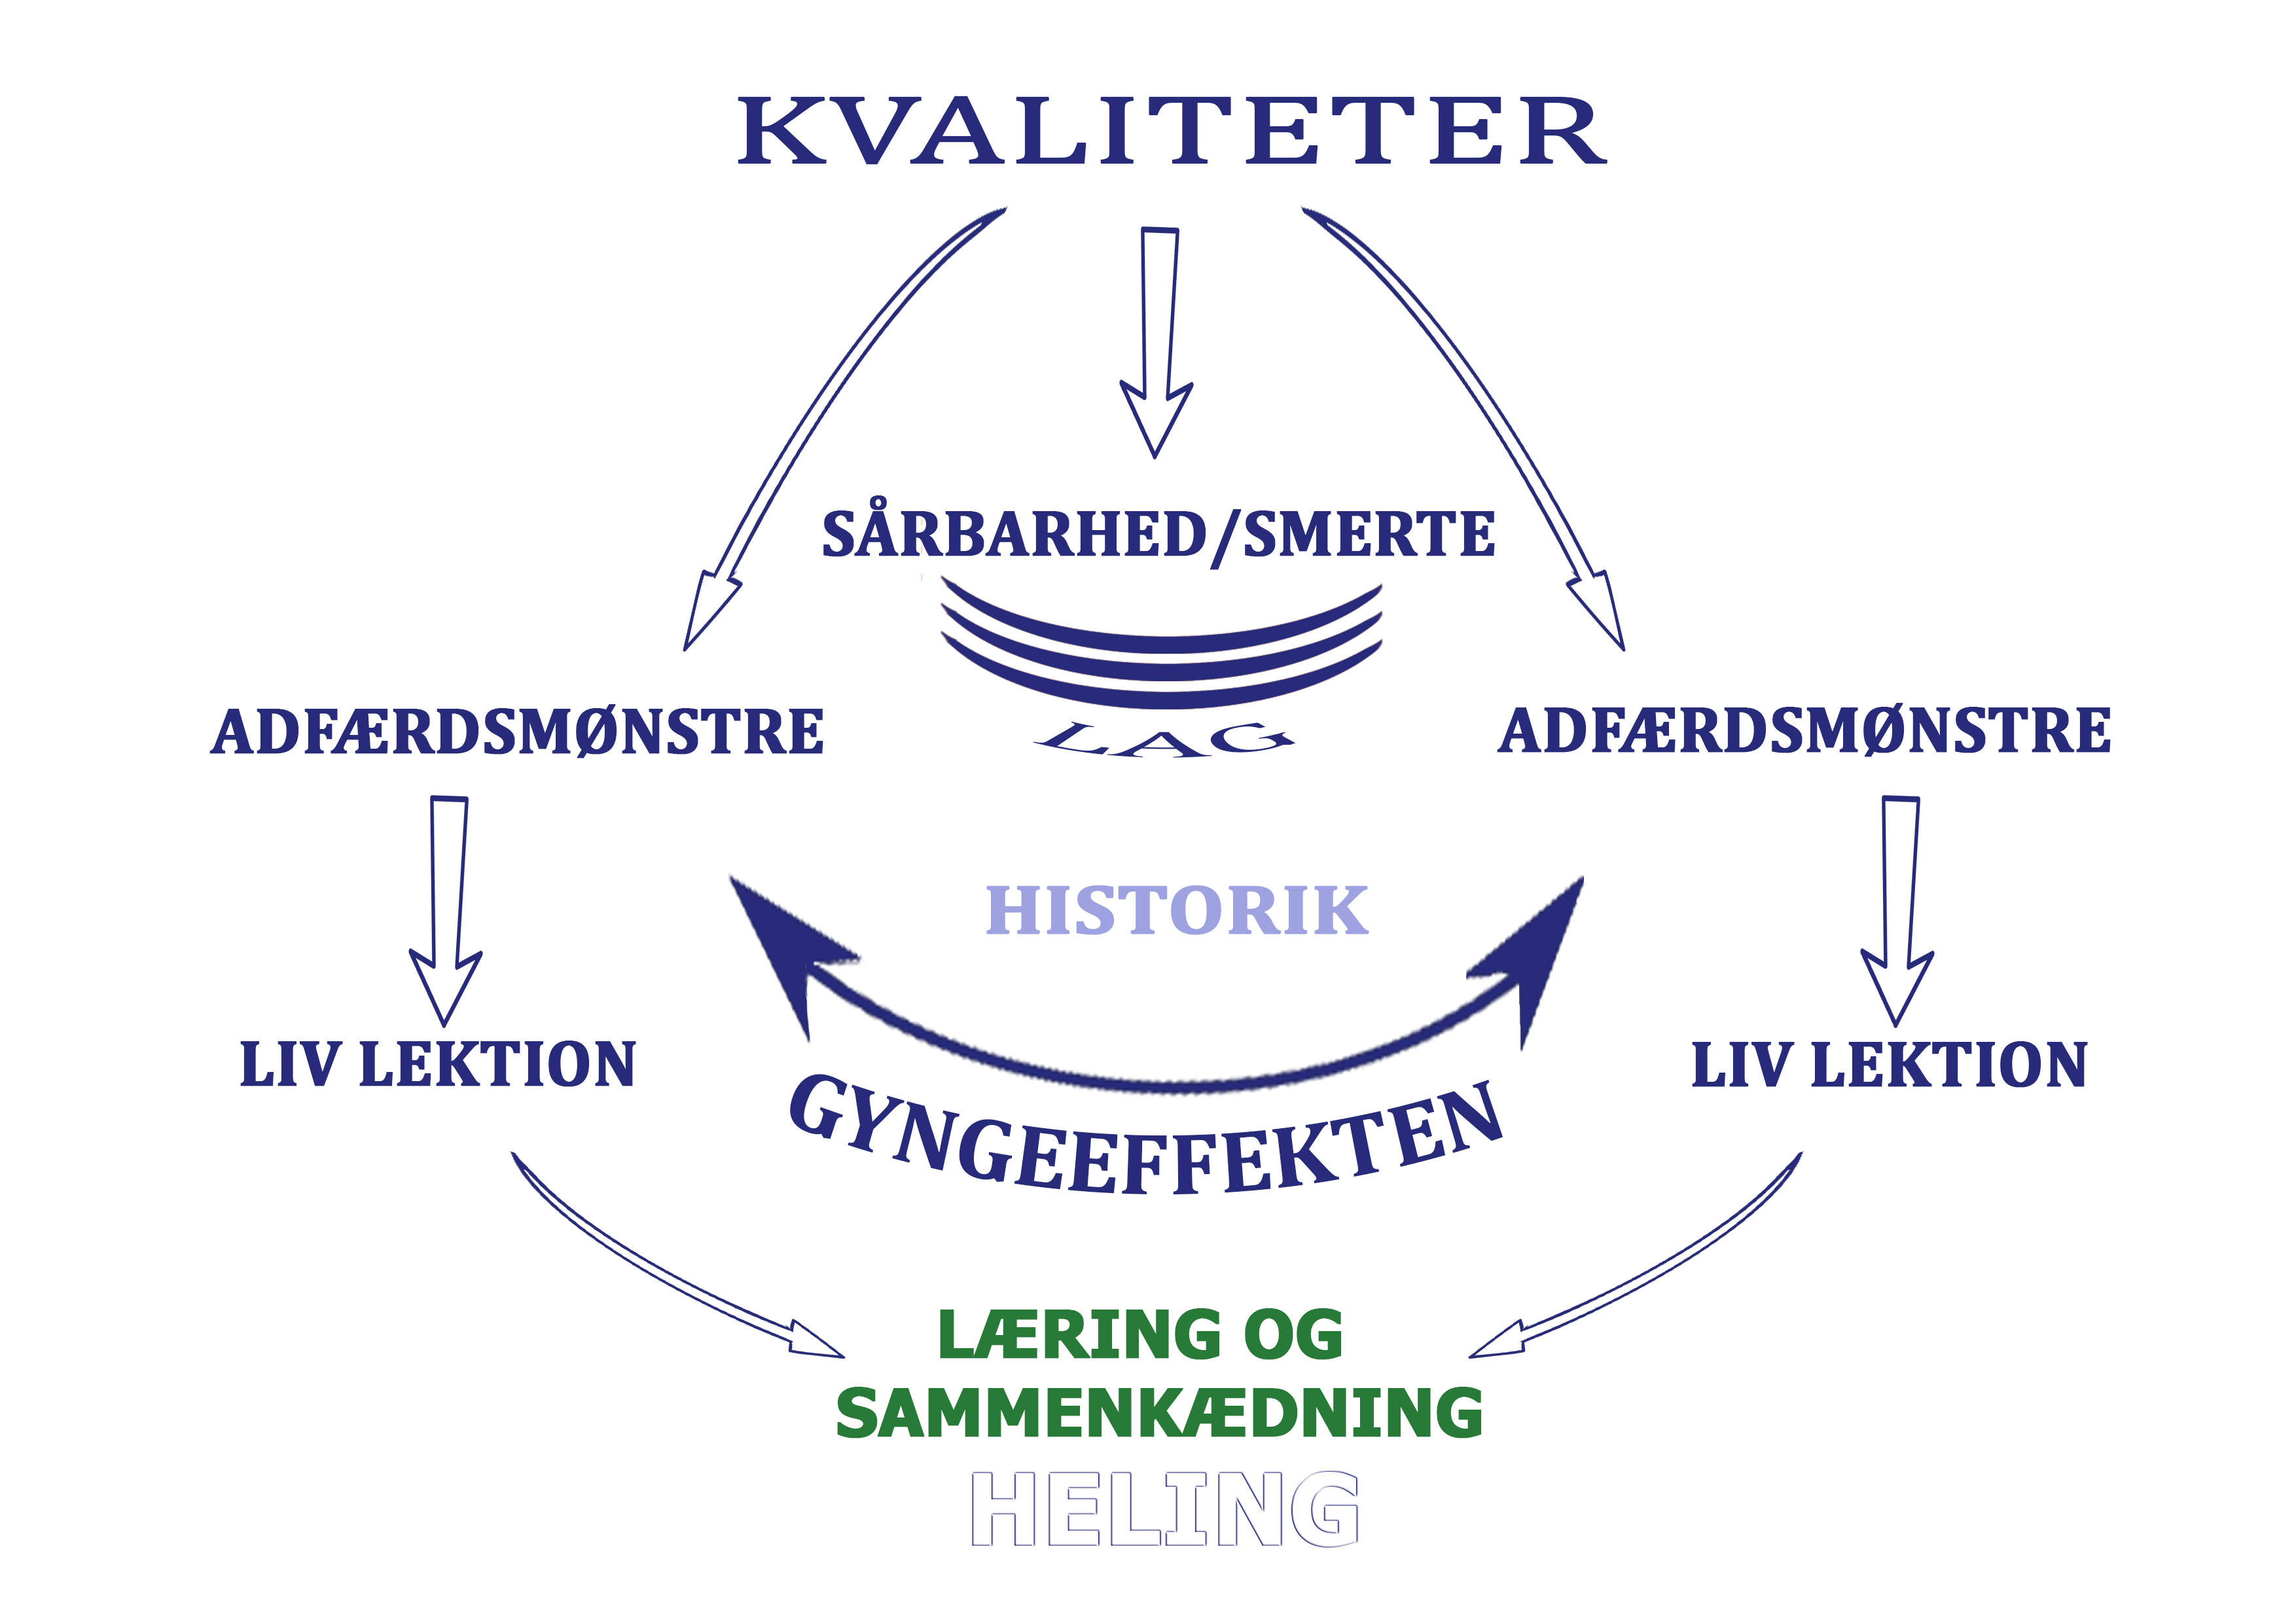 KVALITETER
SÅRBARHED/SMERTE
ADFÆRDSMØNSTRE
LAG
ADFÆRDSMØNSTRE
HISTORIK
LIV LEKTION
LIV LEKTION
GYNGEEFFEKTEN
LÆRING OG
SAMMENKÆDNING
HELING